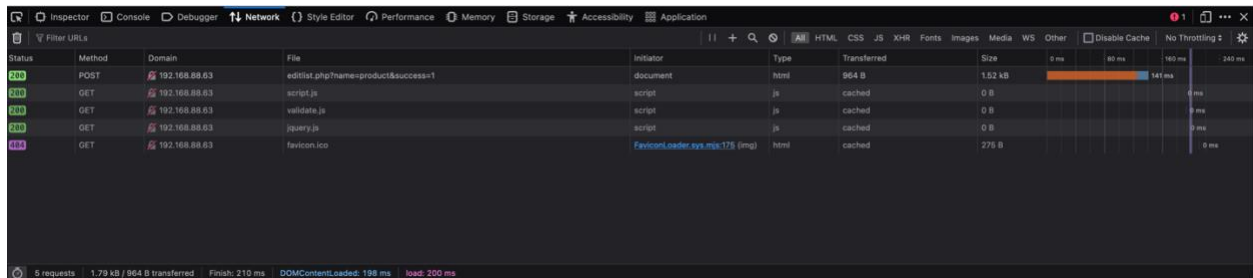 Inspector Console Debugger Network {} Style Editor Performance Memory Storage Accessibility Application 1
Filter URLs All HTML CSS JS XHR Fonts Images Media WS Other Disable Cache No Throttling
Status Method Domain File Initiator Type Transferred Size 0 ms 80 ms 160 ms 240 ms
200 POST 192.168.88.63 editlist.php?name=product&success=1 document html 964 B 1.52 kB 141 ms
200 GET 192.168.88.63 script.js script js cached 0 B 0 ms
200 GET 192.168.88.63 validate.js script js cached 0 B 0 ms
200 GET 192.168.88.63 jquery.js script js cached 0 B 0 ms
404 GET 192.168.88.63 favicon.ico FaviconLoader.sys.mjs:175 (img) html cached 275 B 0 ms
5 requests 1.79 kB / 964 B transferred Finish: 210 ms DOMContentLoaded: 198 ms load: 200 ms